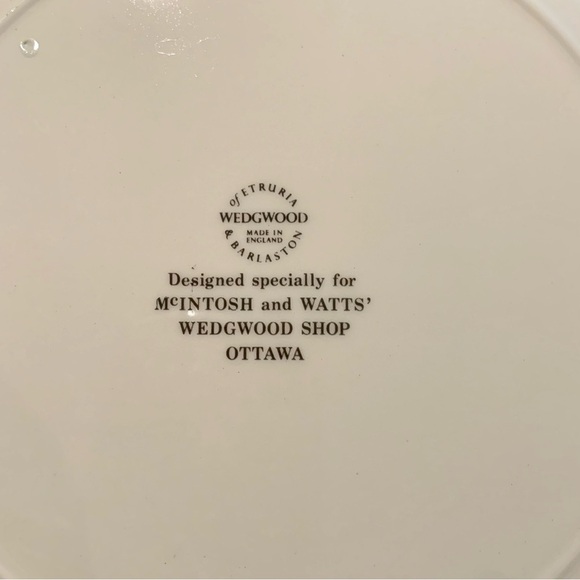 of ETRURIA
WEDGWOOD
MADE IN
ENGLAND
& BARLASTON
Designed specially for
McINTOSH and WATTS’
WEDGWOOD SHOP
OTTAWA